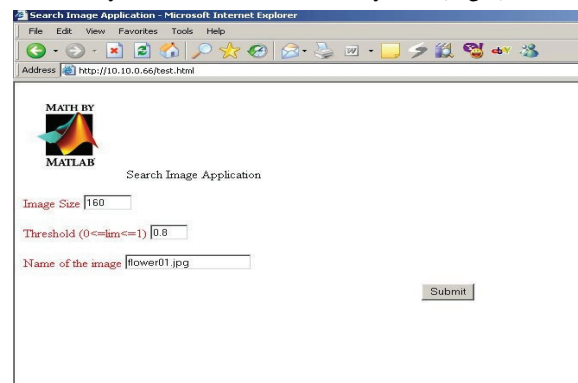 Search Image Application - Microsoft Internet Explorer
File Edit View Favorites Tools Help
Address http://10.10.0.66/test.html
MATH BY
MATLAB
Search Image Application
Image Size 160
Threshold (0<=lim<=1) 0.8
Name of the image flower01.jpg
Submit